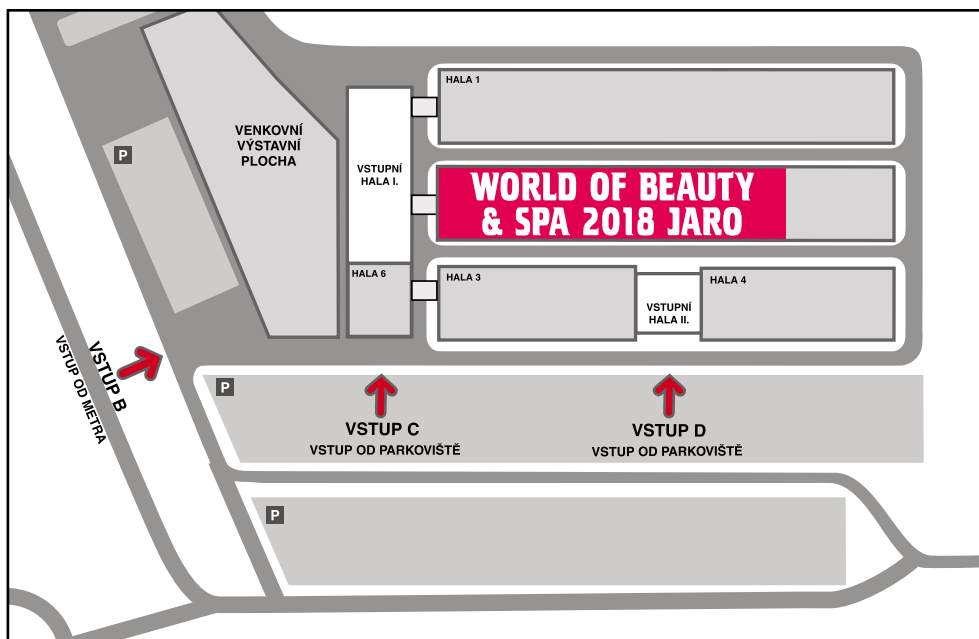 HALA 1
P
VENKOVNÍ
VÝSTAVNÍ
PLOCHA
VSTUPNÍ
HALA I.
WORLD OF BEAUTY
& SPA 2018 JARO
HALA 6
HALA 3
VSTUPNÍ
HALA II.
HALA 4
VSTUP B
VSTUP OD METRA
P
VSTUP C
VSTUP OD PARKOVIŠTĚ
VSTUP D
VSTUP OD PARKOVIŠTĚ
P